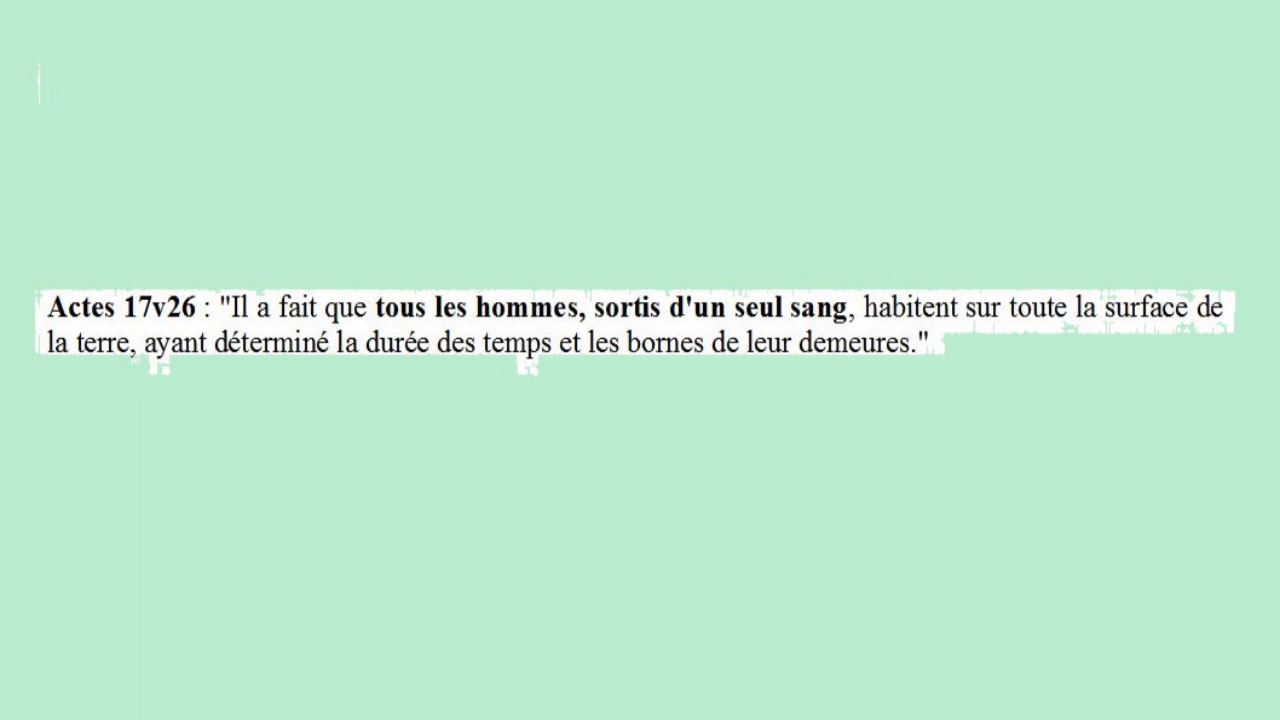 Actes 17v26 : "Il a fait que tous les hommes, sortis d'un seul sang, habitent sur toute la surface de
la terre, ayant déterminé la durée des temps et les bornes de leur demeures."